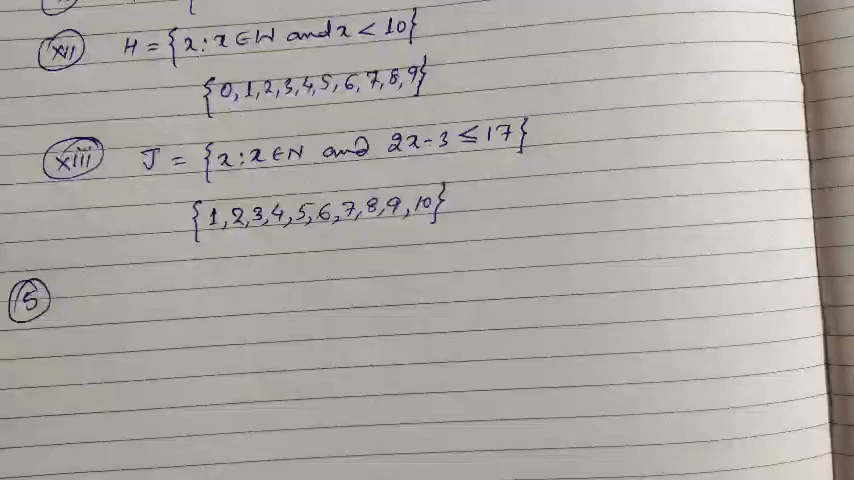 (xii) H = {x : x ∈ W and x < 10}
{0, 1, 2, 3, 4, 5, 6, 7, 8, 9}
(xiii) J = {x : x ∈ N and 2x - 3 ≤ 17}
{1, 2, 3, 4, 5, 6, 7, 8, 9, 10}
(5)